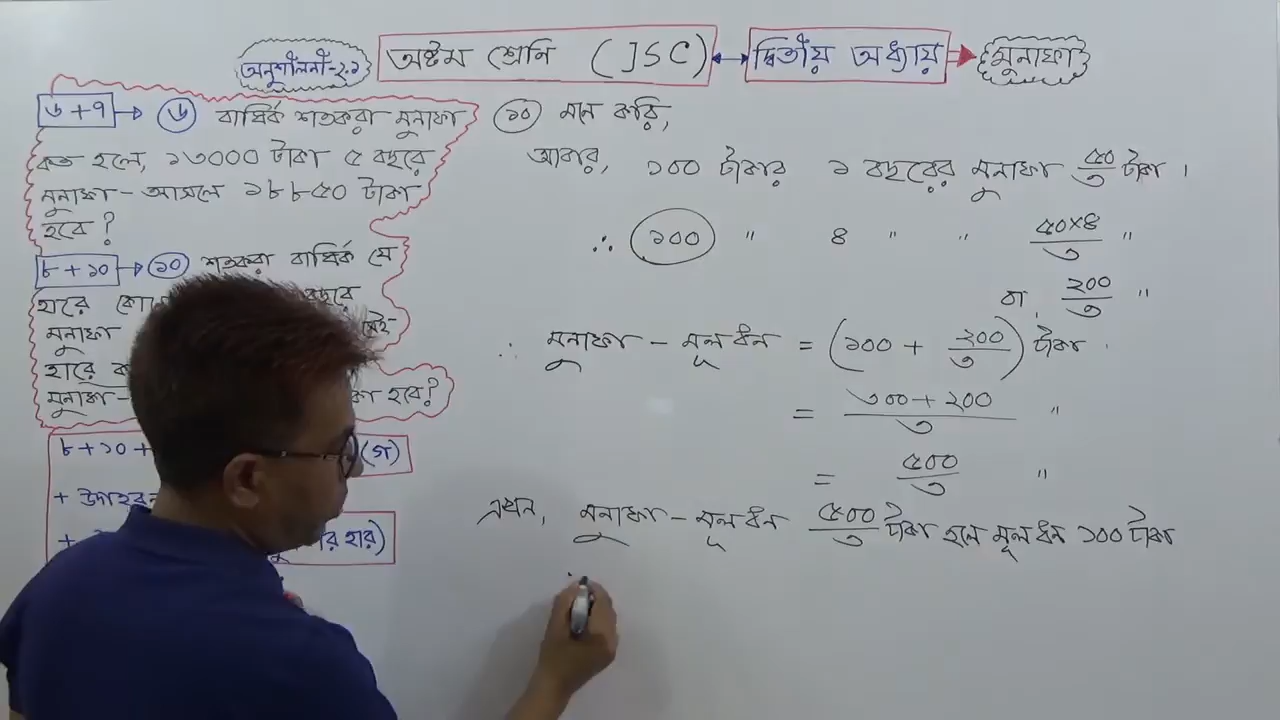 অনুশীলনী-২.১ অষ্টম শ্রেনি (JSC) দ্বিতীয় অধ্যায় মুনাফা
৬+৭ ৬ বার্ষিক শতকরা মুনাফা
কত হলে, ১৩০০০ টাকা ৫ বছরে
মুনাফা-আসলে ১৮৮৫০ টাকা
হবে?
৮+১০ ১০ শতকরা বার্ষিক যে
হারে বছরে
মুনাফা
হারে
মুনাফা- হবে?
৮+১০+ (গ)
+
+ র হার)
১০ মনে করি,
আবার, ১০০ টাকার ১ বছরের মুনাফা ৫০/৩ টাকা।
∴ ১০০ " ৪ " " ৫০×৪/৩ "
বা, ২০০/৩ "
∴ মুনাফা-মূলধন = (১০০ + ২০০/৩) টাকা
= ৩০০+২০০/৩ "
= ৫০০/৩ "
এখন, মুনাফা-মূলধন ৫০০/৩ টাকা হলে মূলধন ১০০ টাকা